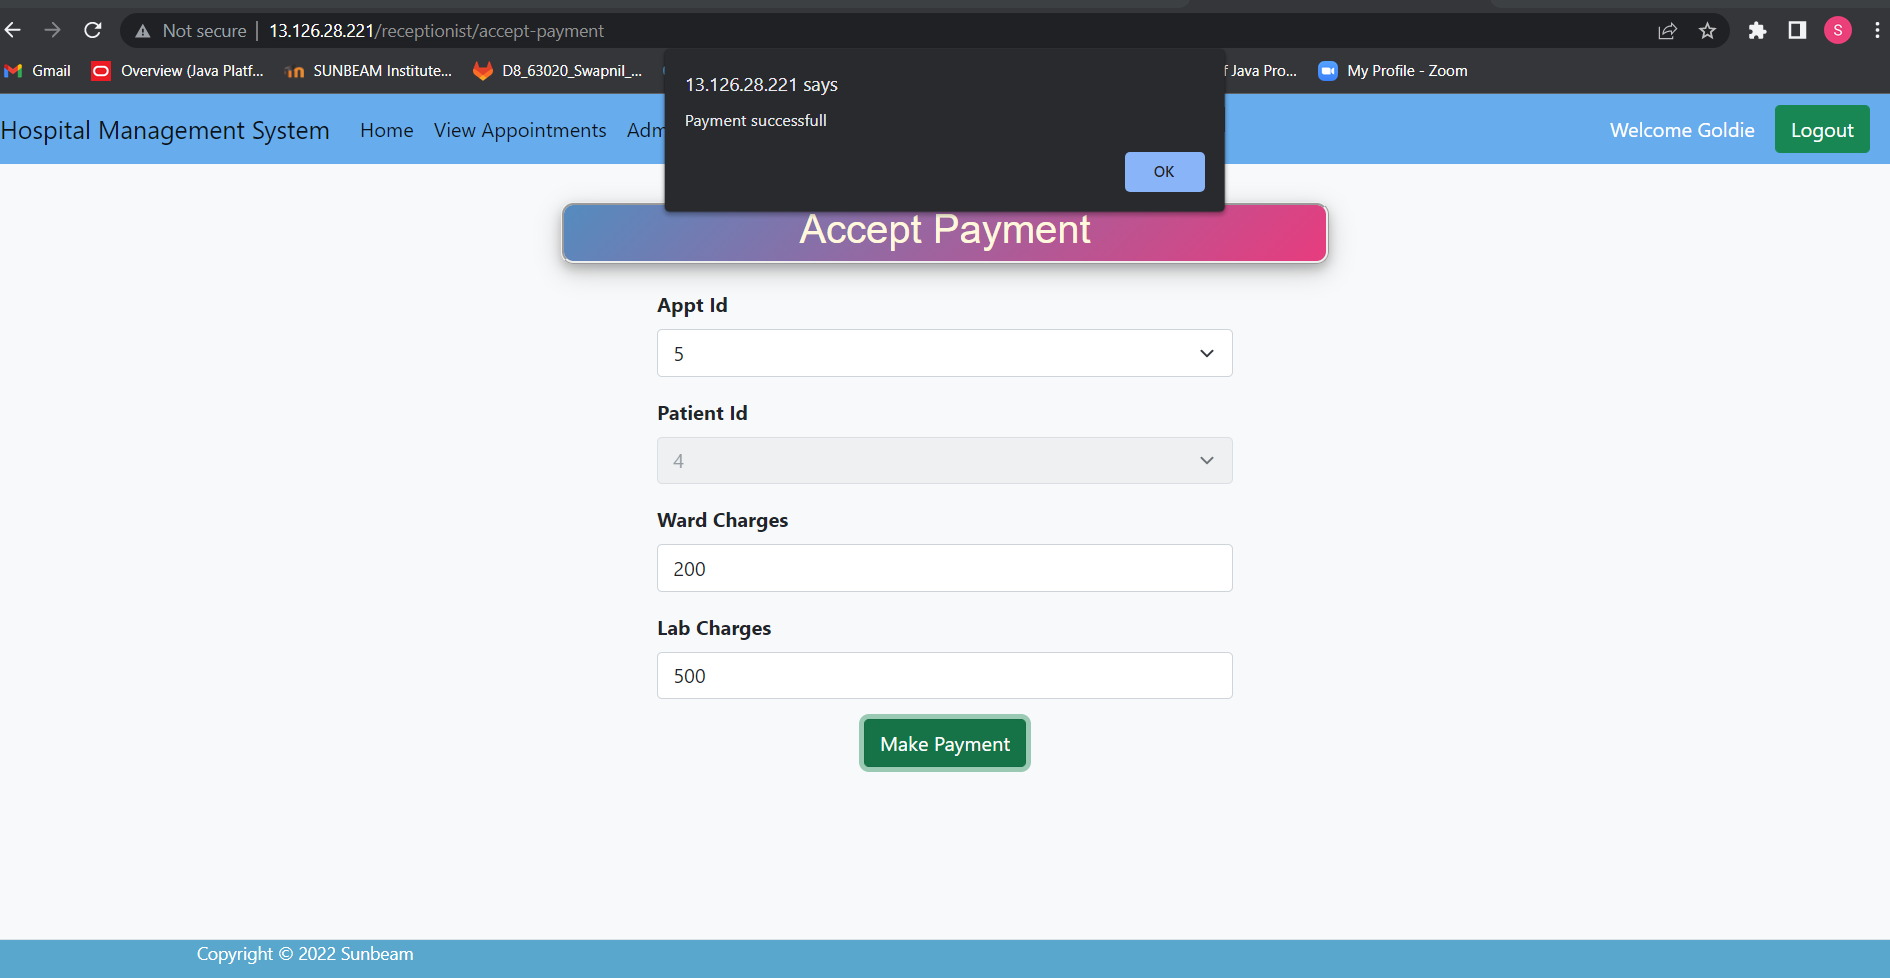 Not secure | 13.126.28.221/receptionist/accept-payment
S
Gmail Overview (Java Platf... SUNBEAM Institute... D8_63020_Swapnil_... f Java Pro... My Profile - Zoom
13.126.28.221 says
Payment successfull
OK
Hospital Management System Home View Appointments Adm Welcome Goldie Logout
Accept Payment
Appt Id
5
Patient Id
4
Ward Charges
200
Lab Charges
500
Make Payment
Copyright © 2022 Sunbeam